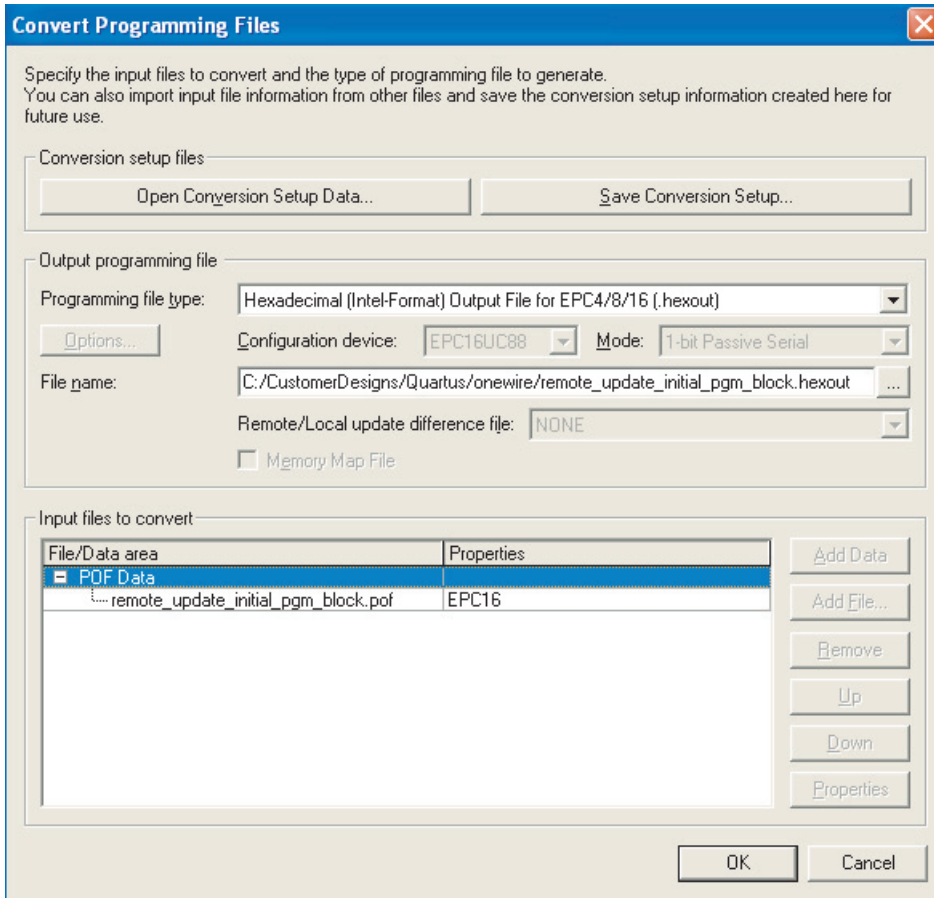 Convert Programming Files
Specify the input files to convert and the type of programming file to generate.
You can also import input file information from other files and save the conversion setup information created here for
future use.
Conversion setup files
Open Conversion Setup Data...
Save Conversion Setup...
Output programming file
Programming file type:
Hexadecimal (Intel-Format) Output File for EPC4/8/16 (.hexout)
Options...
Configuration device:
EPC16UC88
Mode:
1-bit Passive Serial
File name:
C:/CustomerDesigns/Quartus/onewire/remote_update_initial_pgm_block.hexout
...
Remote/Local update difference file:
NONE
Memory Map File
Input files to convert
File/Data area
Properties
POF Data
remote_update_initial_pgm_block.pof
EPC16
Add Data
Add File...
Remove
Up
Down
Properties
OK
Cancel